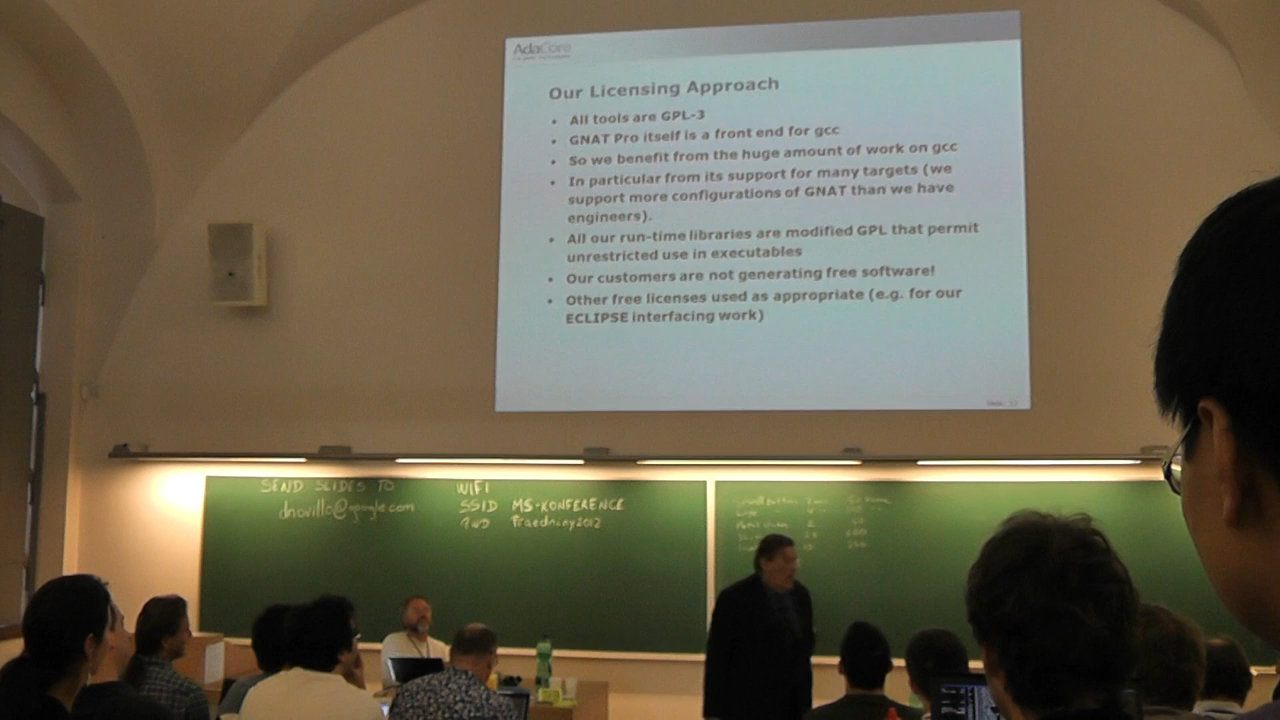 AdaCore
Our Licensing Approach
• All tools are GPL-3
• GNAT Pro itself is a front end for gcc
• So we benefit from the huge amount of work on gcc
• In particular from its support for many targets (we
support more configurations of GNAT than we have
engineers).
• All our run-time libraries are modified GPL that permit
unrestricted use in executables
• Our customers are not generating free software!
• Other free licenses used as appropriate (e.g. for our
ECLIPSE interfacing work)
SEND SLIDES TO
dnovillo@google.com
WIFI
SSID MS-KONFERENCE
PWD Praedniny2012